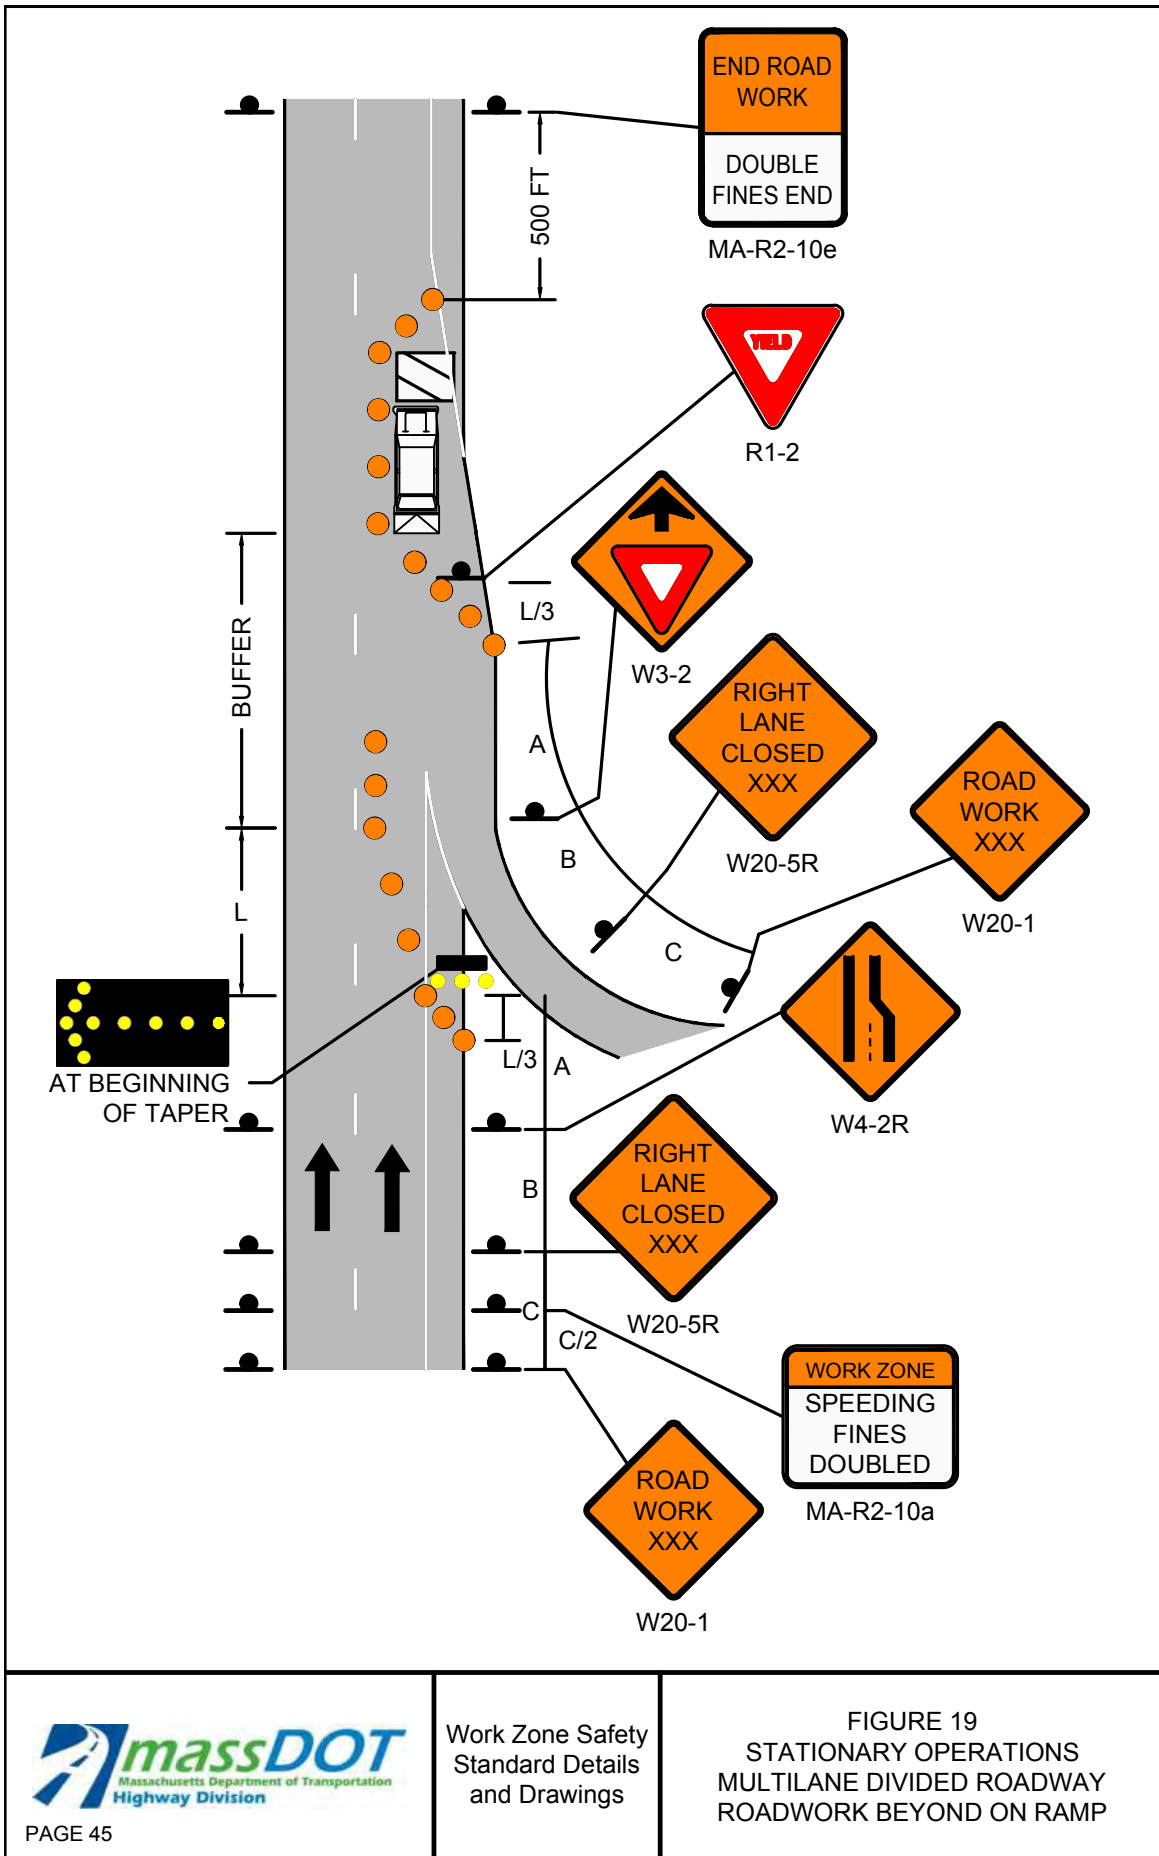 END ROAD
WORK
DOUBLE
FINES END
MA-R2-10e
500 FT
YIELD
R1-2
W3-2
L/3
BUFFER
A
RIGHT
LANE
CLOSED
XXX
W20-5R
ROAD
WORK
XXX
W20-1
B
C
L
AT BEGINNING
OF TAPER
L/3
A
W4-2R
B
RIGHT
LANE
CLOSED
XXX
W20-5R
C
C/2
WORK ZONE
SPEEDING
FINES
DOUBLED
MA-R2-10a
ROAD
WORK
XXX
W20-1
massDOT
Massachusetts Department of Transportation
Highway Division
PAGE 45
Work Zone Safety
Standard Details
and Drawings
FIGURE 19
STATIONARY OPERATIONS
MULTILANE DIVIDED ROADWAY
ROADWORK BEYOND ON RAMP